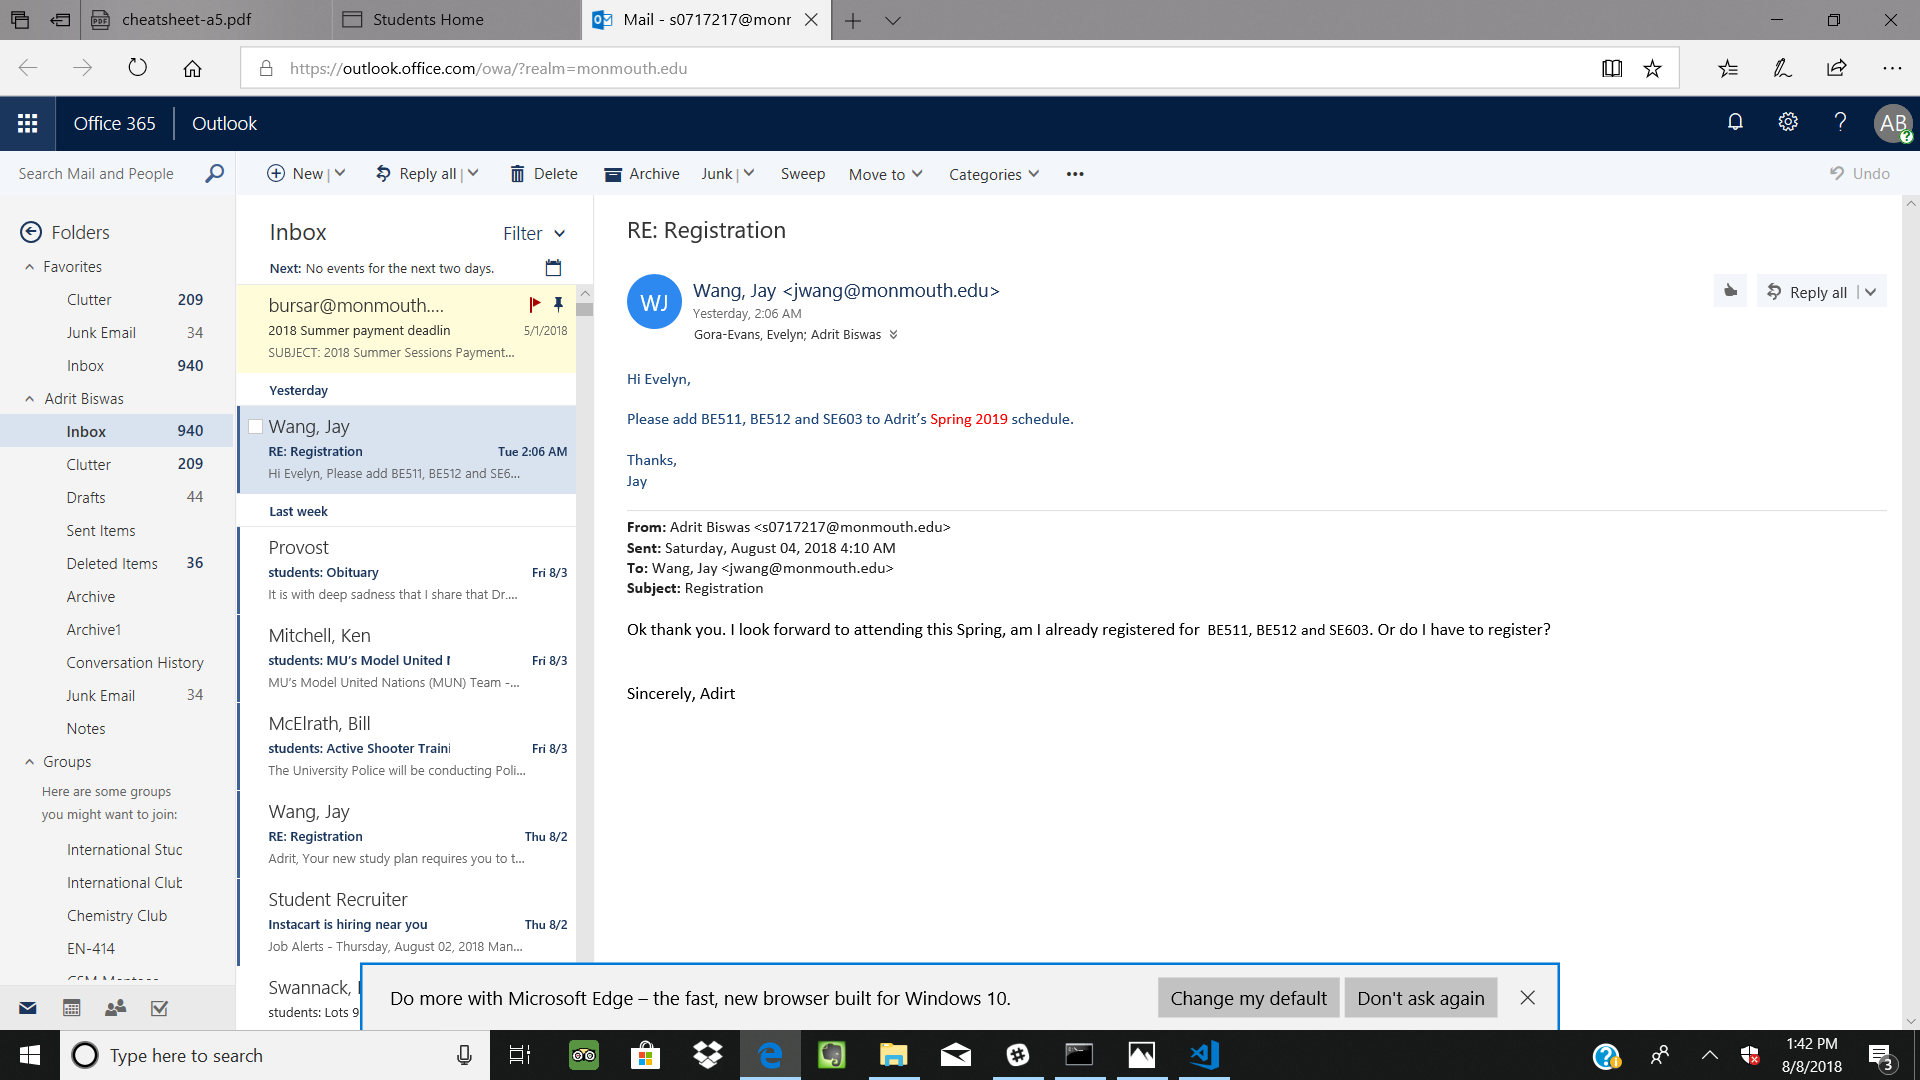 cheatsheet-a5.pdf
Students Home
Mail - s0717217@monr
https://outlook.office.com/owa/?realm=monmouth.edu
Office 365
Outlook
AB
Search Mail and People
New
Reply all
Delete
Archive
Junk
Sweep
Move to
Categories
Undo
Folders
Favorites
Clutter 209
Junk Email 34
Inbox 940
Adrit Biswas
Inbox 940
Clutter 209
Drafts 44
Sent Items
Deleted Items 36
Archive
Archive1
Conversation History
Junk Email 34
Notes
Groups
Here are some groups
you might want to join:
International Stud
International Club
Chemistry Club
EN-414
Inbox
Filter
Next: No events for the next two days.
bursar@monmouth....
2018 Summer payment deadlin 5/1/2018
SUBJECT: 2018 Summer Sessions Payment...
Yesterday
Wang, Jay
RE: Registration Tue 2:06 AM
Hi Evelyn, Please add BE511, BE512 and SE6...
Last week
Provost
students: Obituary Fri 8/3
It is with deep sadness that I share that Dr....
Mitchell, Ken
students: MU's Model United N Fri 8/3
MU's Model United Nations (MUN) Team -...
McElrath, Bill
students: Active Shooter Traini Fri 8/3
The University Police will be conducting Poli...
Wang, Jay
RE: Registration Thu 8/2
Adrit, Your new study plan requires you to t...
Student Recruiter
Instacart is hiring near you Thu 8/2
Job Alerts - Thursday, August 02, 2018 Man...
Swannack,
students: Lots 9
RE: Registration
WJ
Wang, Jay <jwang@monmouth.edu>
Yesterday, 2:06 AM
Gora-Evans, Evelyn; Adrit Biswas
Reply all
Hi Evelyn,
Please add BE511, BE512 and SE603 to Adrit's Spring 2019 schedule.
Thanks,
Jay
From: Adrit Biswas <s0717217@monmouth.edu>
Sent: Saturday, August 04, 2018 4:10 AM
To: Wang, Jay <jwang@monmouth.edu>
Subject: Registration
Ok thank you. I look forward to attending this Spring, am I already registered for BE511, BE512 and SE603. Or do I have to register?
Sincerely, Adirt
Do more with Microsoft Edge – the fast, new browser built for Windows 10.
Change my default
Don't ask again
Type here to search
1:42 PM
8/8/2018
3